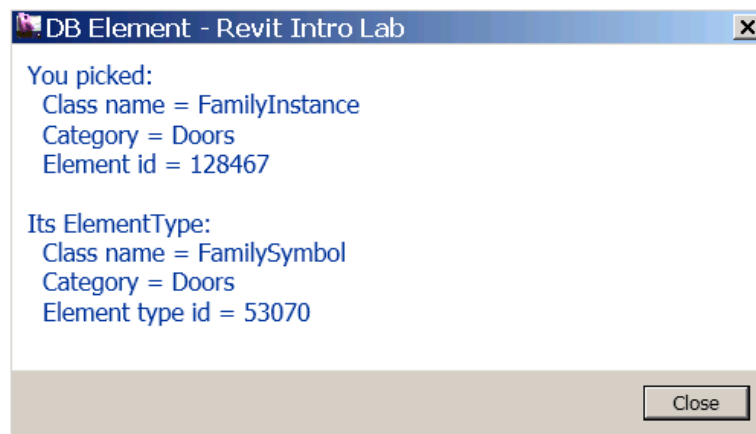 DB Element - Revit Intro Lab
You picked:
Class name = FamilyInstance
Category = Doors
Element id = 128467
Its ElementType:
Class name = FamilySymbol
Category = Doors
Element type id = 53070
Close